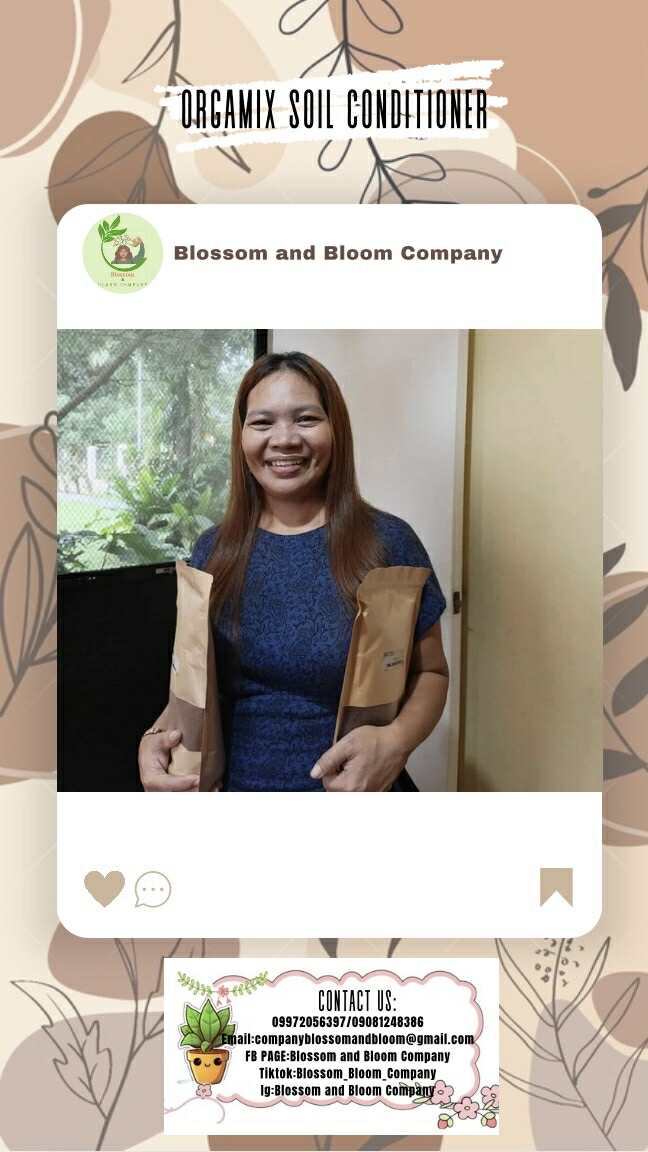 ORGAMIX SOIL CONDITIONER
Blossom
&
Blossom and Bloom Company
CONTACT US:
09972056397/09081248386
Email:companyblossomandbloom@gmail.com
FB PAGE:Blossom and Bloom Company
Tiktok:Blossom_Bloom_Company
Ig:Blossom and Bloom Company